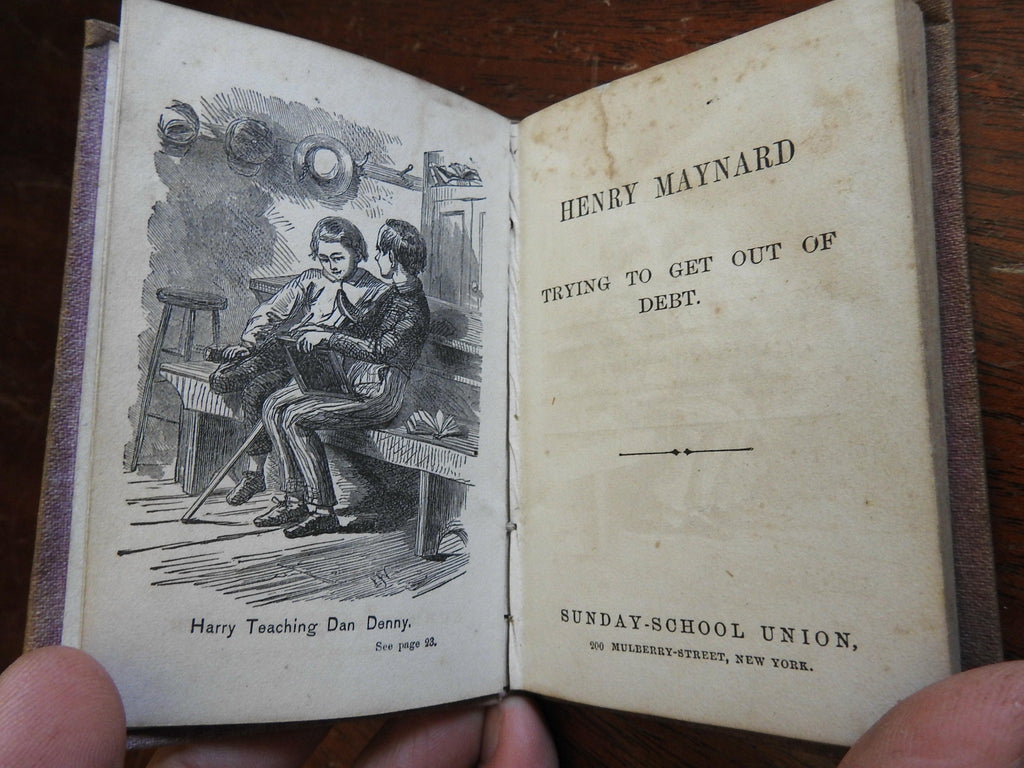 Harry Teaching Dan Denny.
See page 23.
HENRY MAYNARD
TRYING TO GET OUT OF
DEBT.
SUNDAY-SCHOOL UNION,
200 MULBERRY-STREET, NEW YORK.